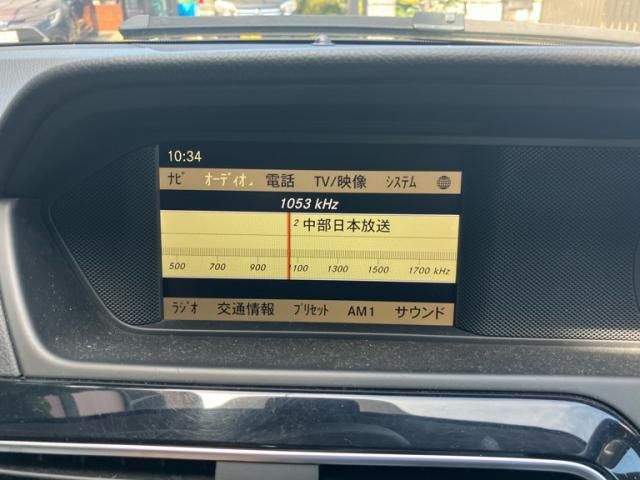 10:34
ﾅﾋﾞ ｵｰﾃﾞｨｵ 電話 TV/映像 ｼｽﾃﾑ
1053 kHz
2 中部日本放送
500 700 900 1100 1300 1500 1700 kHz
ﾗｼﾞｵ 交通情報 ﾌﾟﾘｾｯﾄ AM1 サウンド